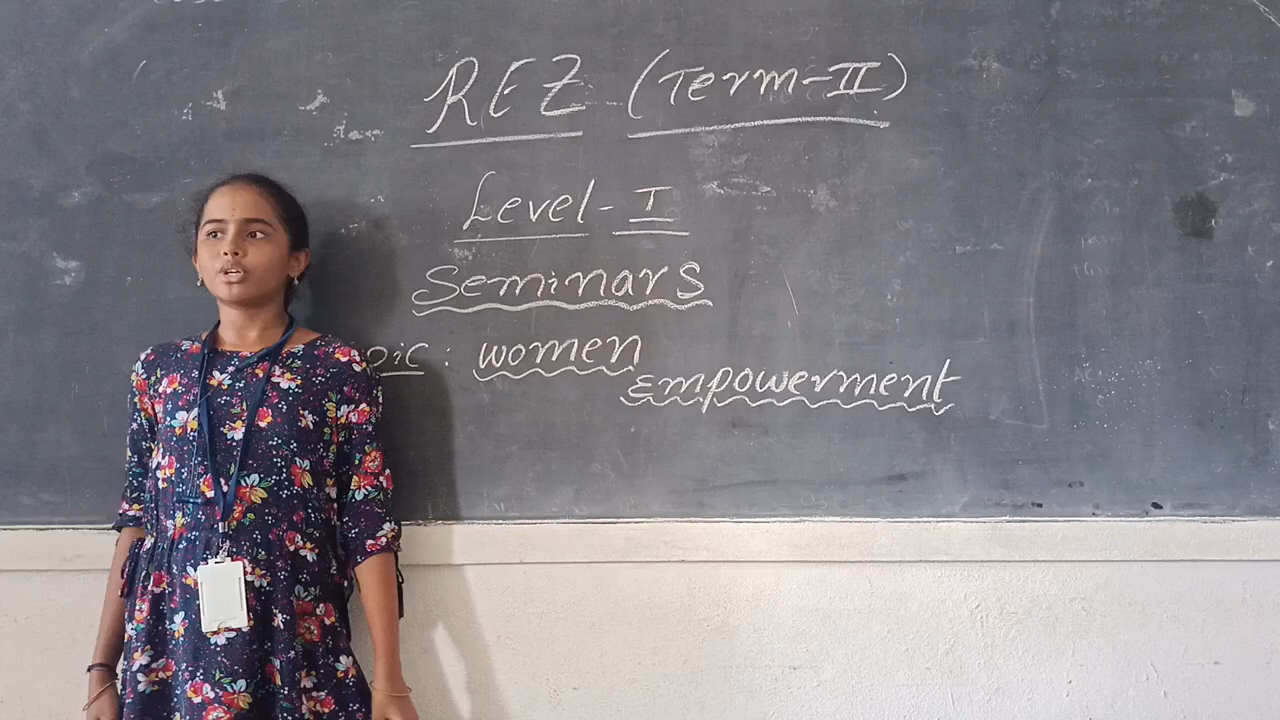 REZ (Term-II)
Level-I
Seminars
women
Empowerment